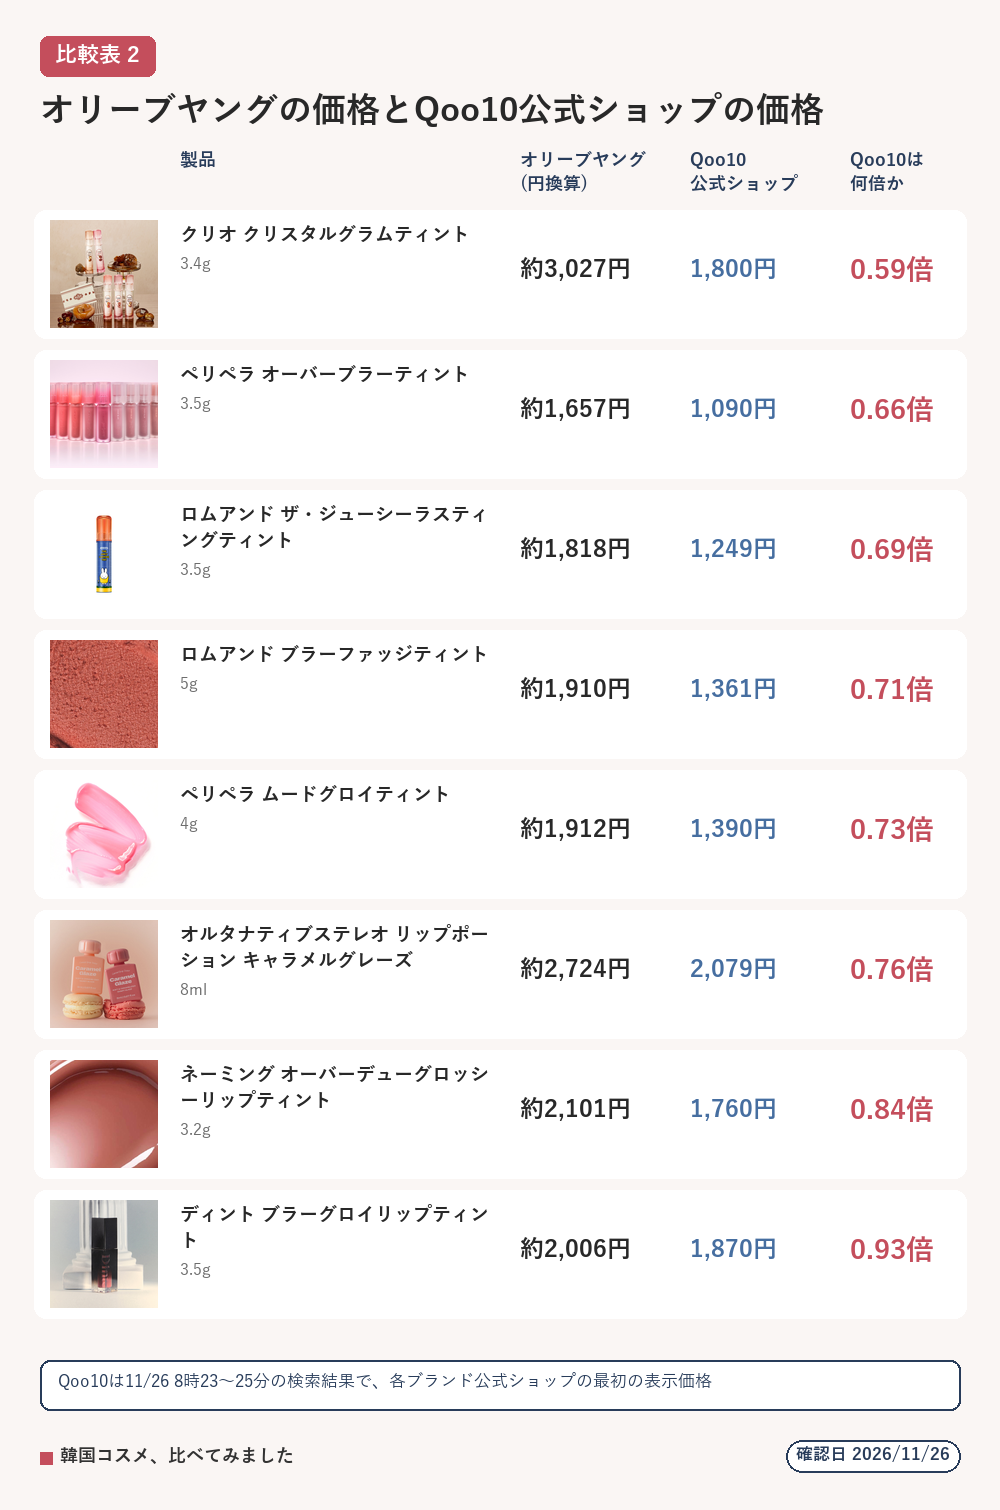 比較表 2
オリーブヤングの価格とQoo10公式ショップの価格
製品
オリーブヤング
(円換算)
Qoo10
公式ショップ
Qoo10は
何倍か
クリオ クリスタルグラムティント
3.4g
約3,027円
1,800円
0.59倍
ペリペラ オーバーブラーティント
3.5g
約1,657円
1,090円
0.66倍
ロムアンド ザ・ジューシーラスティ
ングティント
3.5g
約1,818円
1,249円
0.69倍
ロムアンド ブラーファッジティント
5g
約1,910円
1,361円
0.71倍
ペリペラ ムードグロイティント
4g
約1,912円
1,390円
0.73倍
オルタナティブステレオ リップポー
ション キャラメルグレーズ
8ml
約2,724円
2,079円
0.76倍
ネーミング オーバーデューグロッシ
ーリップティント
3.2g
約2,101円
1,760円
0.84倍
ディント ブラーグロイリップティン
ト
3.5g
約2,006円
1,870円
0.93倍
Qoo10は11/26 8時23〜25分の検索結果で、各ブランド公式ショップの最初の表示価格
韓国コスメ、比べてみました
確認日 2026/11/26